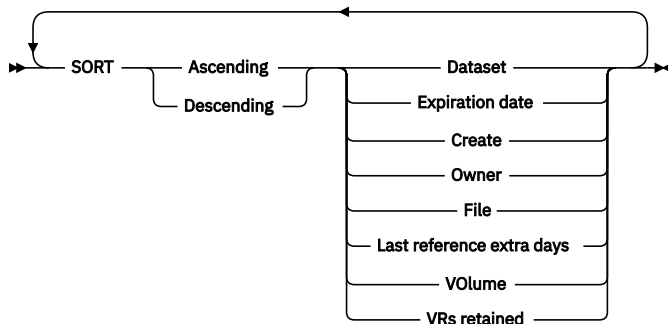 SORT Ascending Dataset
Descending
Expiration date
Create
Owner
File
Last reference extra days
VOlume
VRs retained